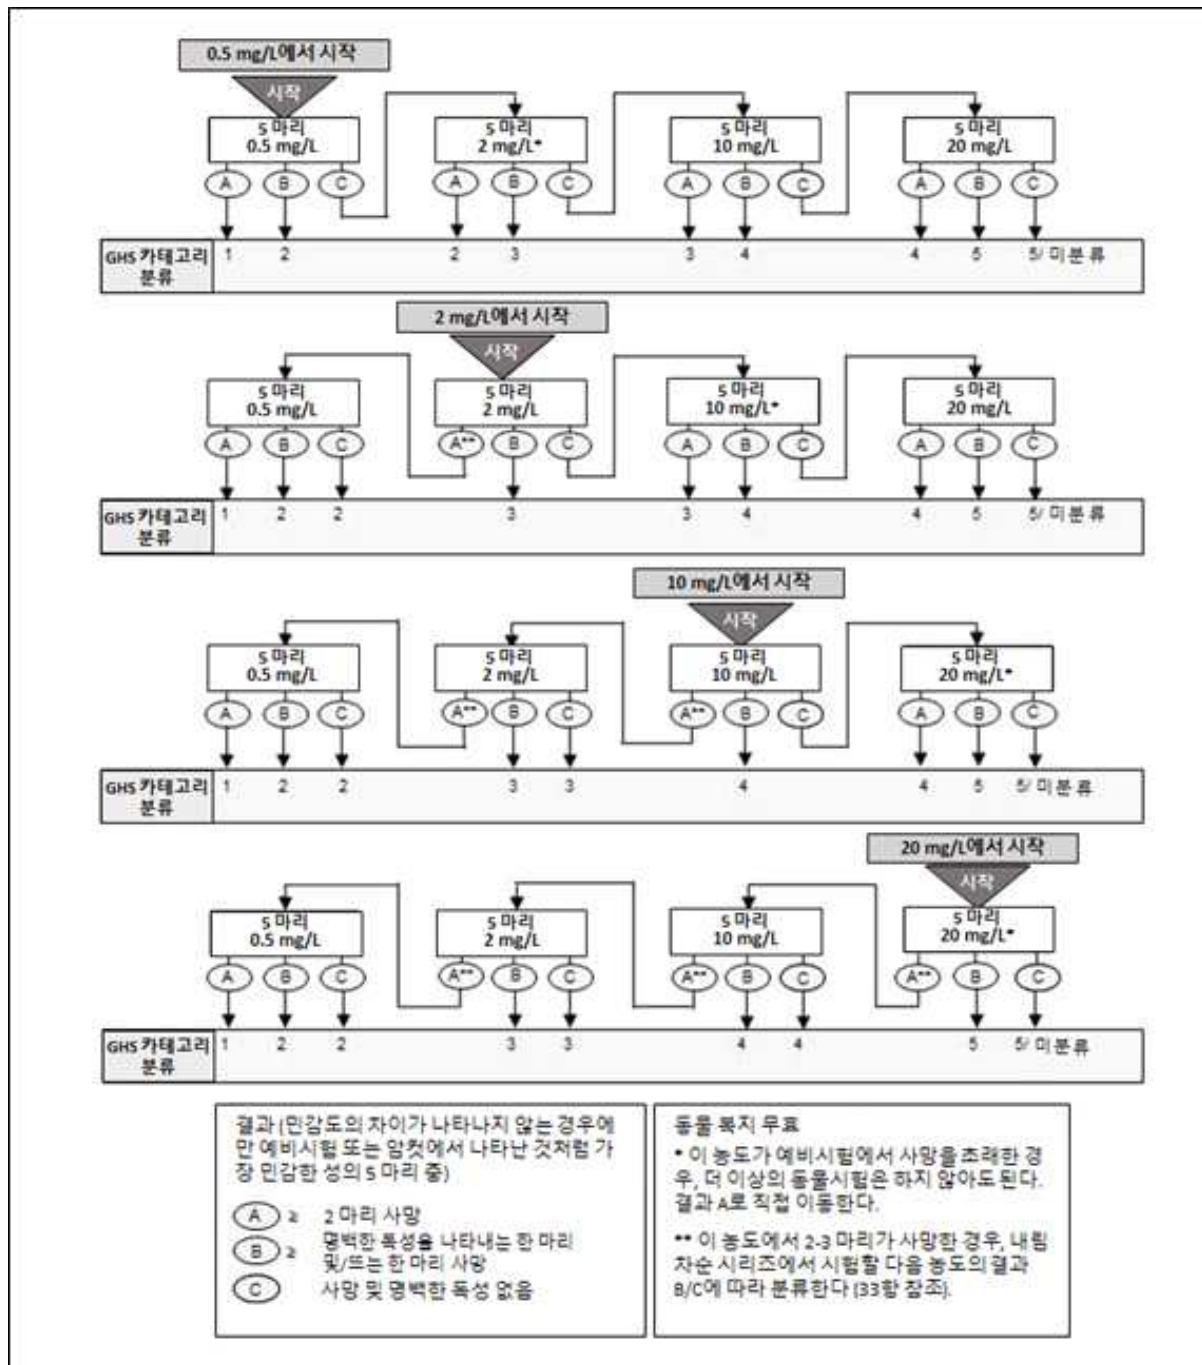 0.5 mg/L에서 시작
시작
5 마리 5 마리 5 마리 5 마리
0.5 mg/L 2 mg/L* 10 mg/L 20 mg/L
A B C A B C A B C A B C
GHS 카테고리 1 2 2 3 3 4 4 5 5/ 미분류
분류
2 mg/L에서 시작
시작
5 마리 5 마리 5 마리 5 마리
0.5 mg/L 2 mg/L 10 mg/L* 20 mg/L
A B C A** B C A B C A B C
GHS 카테고리 1 2 2 3 3 4 4 5 5/ 미분류
분류
10 mg/L에서 시작
시작
5 마리 5 마리 5 마리 5 마리
0.5 mg/L 2 mg/L 10 mg/L 20 mg/L*
A B C A** B C A** B C A B C
GHS 카테고리 1 2 2 3 3 4 4 5 5/ 미분류
분류
20 mg/L에서 시작
시작
5 마리 5 마리 5 마리 5 마리
0.5 mg/L 2 mg/L 10 mg/L 20 mg/L*
A B C A** B C A** B C A** B C
GHS 카테고리 1 2 2 3 3 4 4 5 5/ 미분류
분류
결과 (민감도의 차이가 나타나지 않는 경우에
만 예비시험 또는 암컷에서 나타난 것처럼 가
장 민감한 성의 5 마리 중)
A ≥ 2 마리 사망
B ≥ 명백한 독성을 나타내는 한 마리
및/또는 한 마리 사망
C 사망 및 명백한 독성 없음
동물 복지 무효
* 이 농도가 예비시험에서 사망을 초래한 경
우, 더 이상의 동물시험은 하지 않아도 된다.
결과 A로 직접 이동한다.
** 이 농도에서 2-3 마리가 사망한 경우, 내림
차순 시리즈에서 시험할 다음 농도의 결과
B/C에 따라 분류한다 (33항 참조).